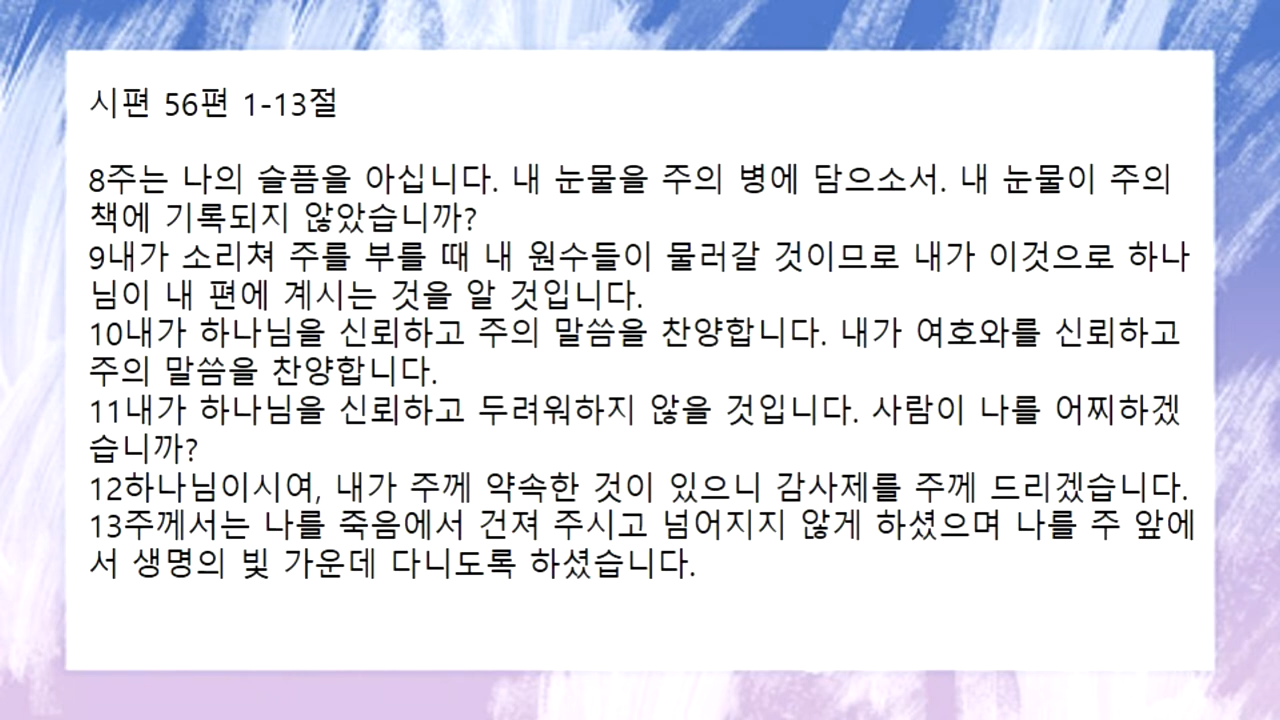 시편 56편 1-13절
8주는 나의 슬픔을 아십니다. 내 눈물을 주의 병에 담으소서. 내 눈물이 주의
책에 기록되지 않았습니까?
9내가 소리쳐 주를 부를 때 내 원수들이 물러갈 것이므로 내가 이것으로 하나
님이 내 편에 계시는 것을 알 것입니다.
10내가 하나님을 신뢰하고 주의 말씀을 찬양합니다. 내가 여호와를 신뢰하고
주의 말씀을 찬양합니다.
11내가 하나님을 신뢰하고 두려워하지 않을 것입니다. 사람이 나를 어찌하겠
습니까?
12하나님이시여, 내가 주께 약속한 것이 있으니 감사제를 주께 드리겠습니다.
13주께서는 나를 죽음에서 건져 주시고 넘어지지 않게 하셨으며 나를 주 앞에
서 생명의 빛 가운데 다니도록 하셨습니다.